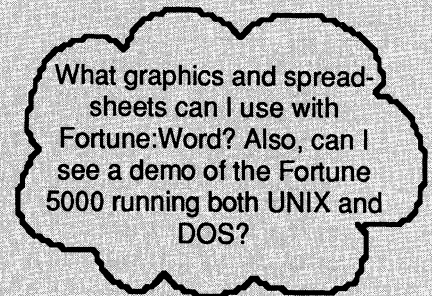 What graphics and spread-
sheets can I use with
Fortune:Word? Also, can I
see a demo of the Fortune
5000 running both UNIX and
DOS?